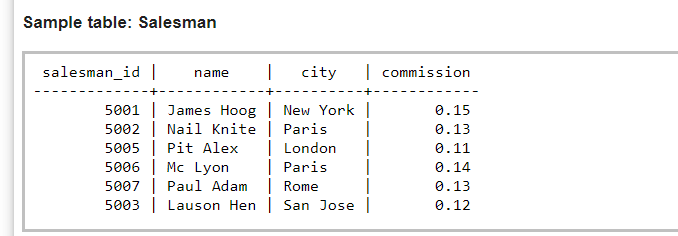 Sample table: Salesman
salesman_id | name | city | commission
-------------+------------+----------+------------
5001 | James Hoog | New York | 0.15
5002 | Nail Knite | Paris | 0.13
5005 | Pit Alex | London | 0.11
5006 | Mc Lyon | Paris | 0.14
5007 | Paul Adam | Rome | 0.13
5003 | Lauson Hen | San Jose | 0.12